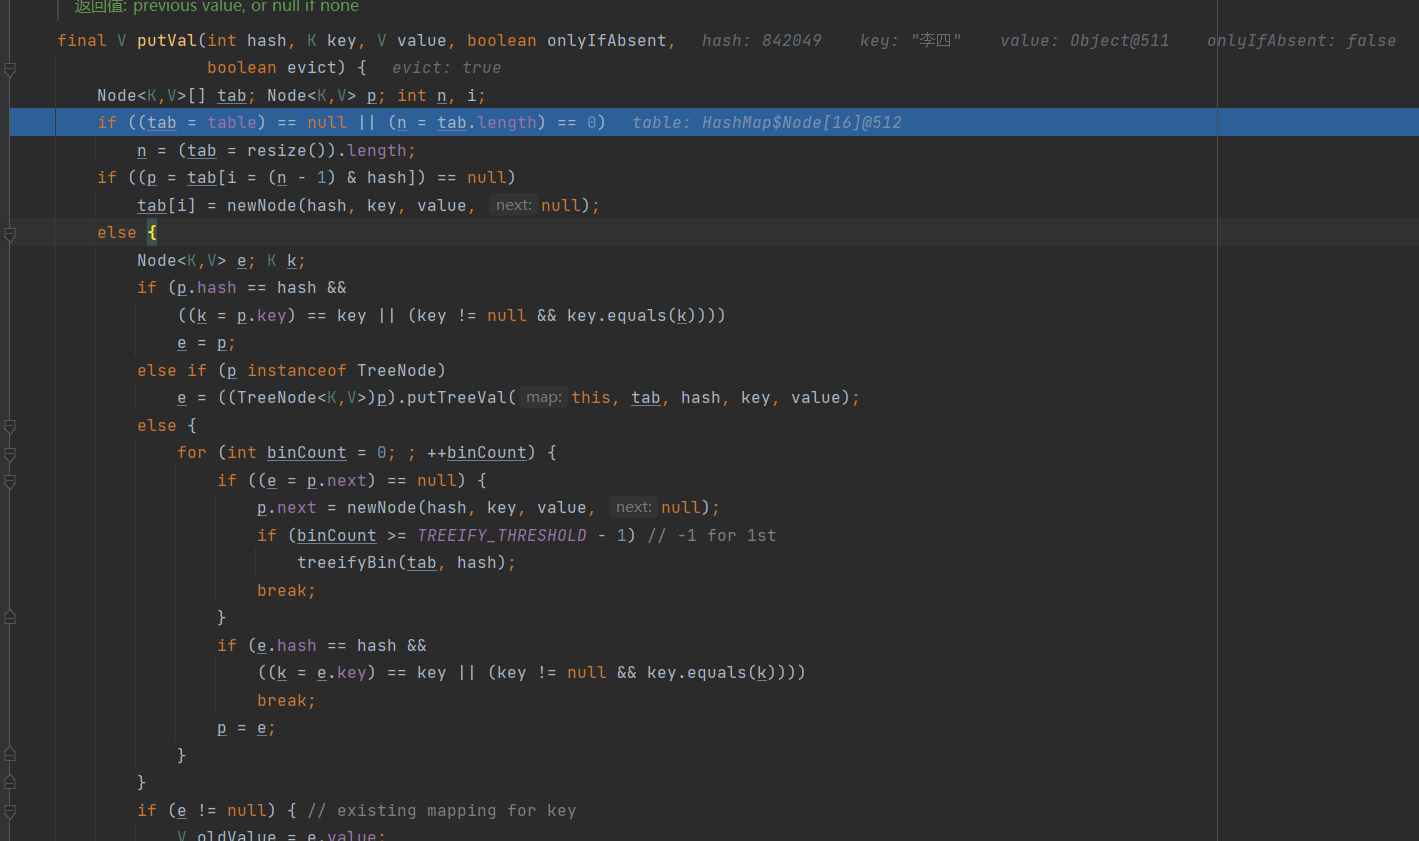 返回值: previous value, or null if none
final V putVal(int hash, K key, V value, boolean onlyIfAbsent,   hash: 842049    key: "李四"    value: Object@511    onlyIfAbsent: false
               boolean evict) {   evict: true
    Node<K,V>[] tab; Node<K,V> p; int n, i;
    if ((tab = table) == null || (n = tab.length) == 0)   table: HashMap$Node[16]@512
        n = (tab = resize()).length;
    if ((p = tab[i = (n - 1) & hash]) == null)
        tab[i] = newNode(hash, key, value, next: null);
    else {
        Node<K,V> e; K k;
        if (p.hash == hash &&
            ((k = p.key) == key || (key != null && key.equals(k))))
            e = p;
        else if (p instanceof TreeNode)
            e = ((TreeNode<K,V>)p).putTreeVal( map: this, tab, hash, key, value);
        else {
            for (int binCount = 0; ; ++binCount) {
                if ((e = p.next) == null) {
                    p.next = newNode(hash, key, value, next: null);
                    if (binCount >= TREEIFY_THRESHOLD - 1) // -1 for 1st
                        treeifyBin(tab, hash);
                    break;
                }
                if (e.hash == hash &&
                    ((k = e.key) == key || (key != null && key.equals(k))))
                    break;
                p = e;
            }
        }
        if (e != null) { // existing mapping for key
            V oldValue = e.value;